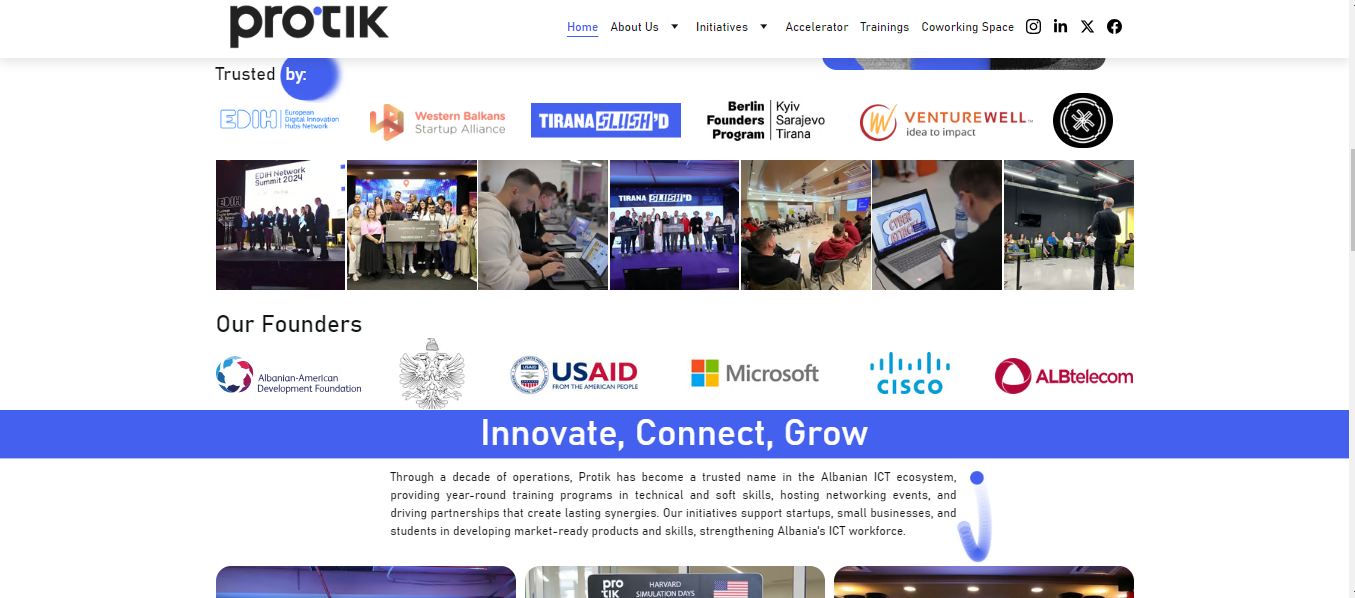 protik
Home
About Us
Initiatives
Accelerator
Trainings
Coworking Space
Trusted by:
EDIH
European
Digital Innovation
Hubs Network
Western Balkans
Startup Alliance
TIRANA SLUSH'D
Berlin
Founders
Program
Kyiv
Sarajevo
Tirana
VENTUREWELL
idea to impact
EDIH Network
Summit 2024
EDIH
TIRANA SLUSH'D
CYBER
ATTACK
Our Founders
Albanian-American
Development Foundation
USAID
FROM THE AMERICAN PEOPLE
Microsoft
CISCO
ALBtelecom
Innovate, Connect, Grow
Through a decade of operations, Protik has become a trusted name in the Albanian ICT ecosystem,
providing year-round training programs in technical and soft skills, hosting networking events, and
driving partnerships that create lasting synergies. Our initiatives support startups, small businesses, and
students in developing market-ready products and skills, strengthening Albania's ICT workforce.
pro
tik
HARVARD
SIMULATION DAYS